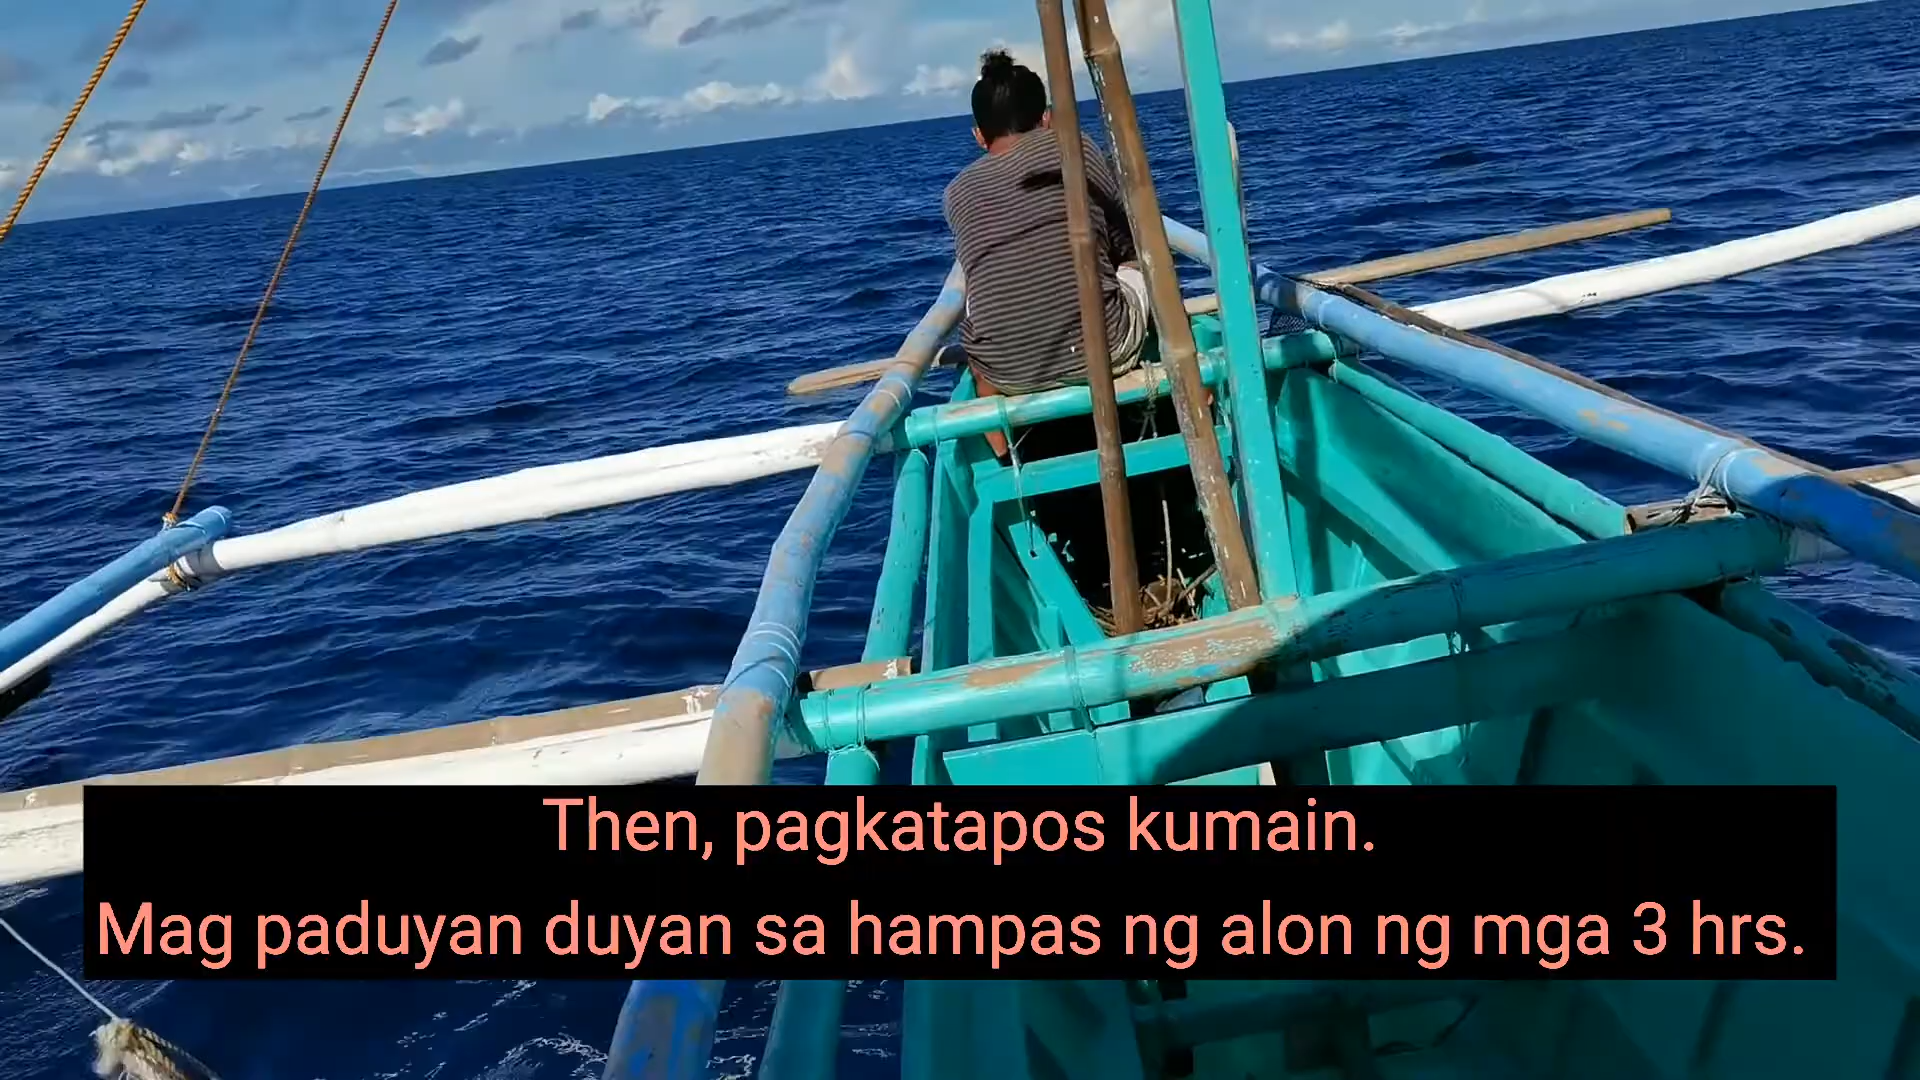 Then, pagkatapos kumain.
Mag paduyan duyan sa hampas ng alon ng mga 3 hrs.